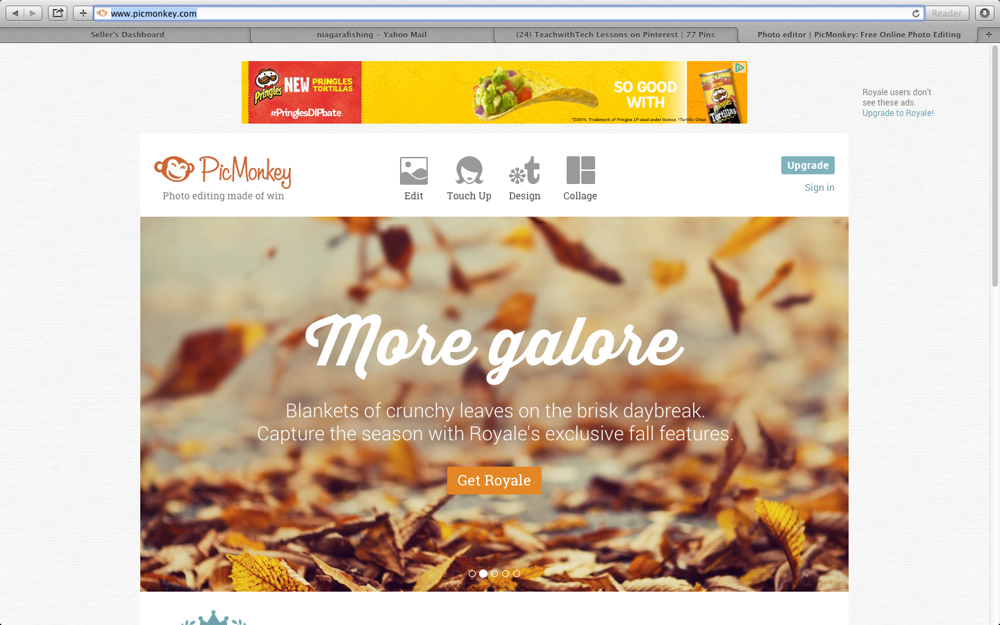 www.picmonkey.com
Reader
Seller's Dashboard
niagarafishing – Yahoo Mail
(24) TeachwithTech Lessons on Pinterest | 77 Pins
Photo editor | PicMonkey: Free Online Photo Editing
Pringles
NEW PRINGLES TORTILLAS
#PringlesDIPbate
SO GOOD
WITH
NEW!
Pringles
Tortillas
*©2014, Trademark of Pringles LP used under licence. †Tortilla Chips
Royale users don't
see these ads.
Upgrade to Royale!
PicMonkey
Photo editing made of win
Edit
Touch Up
t
Design
Collage
Upgrade
Sign in
More galore
Blankets of crunchy leaves on the brisk daybreak.
Capture the season with Royale's exclusive fall features.
Get Royale